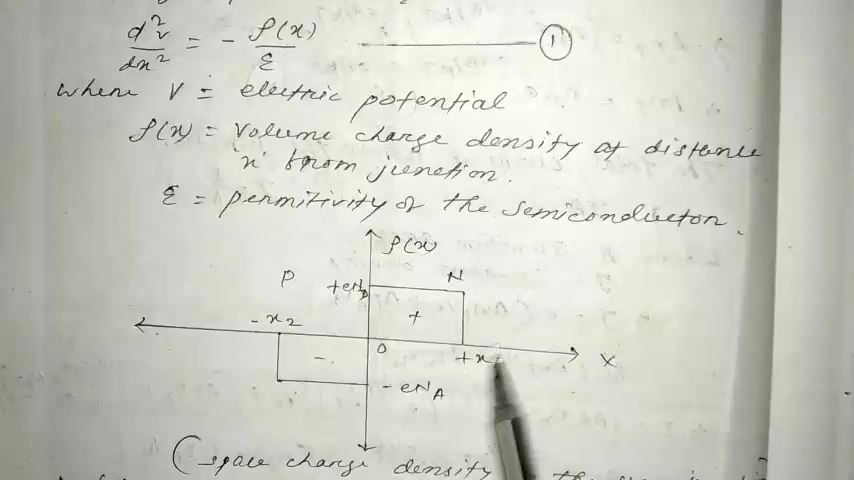 d²v/dx² = - ρ(x)/ε ——— ①
where V = electric potential
ρ(x) = volume charge density at distance
'x' from junction.
ε = permitivity of the semiconductor.
ρ(x)
P +eN_D N
- x₂ +
- 0 +x X
- eN_A
(space charge density